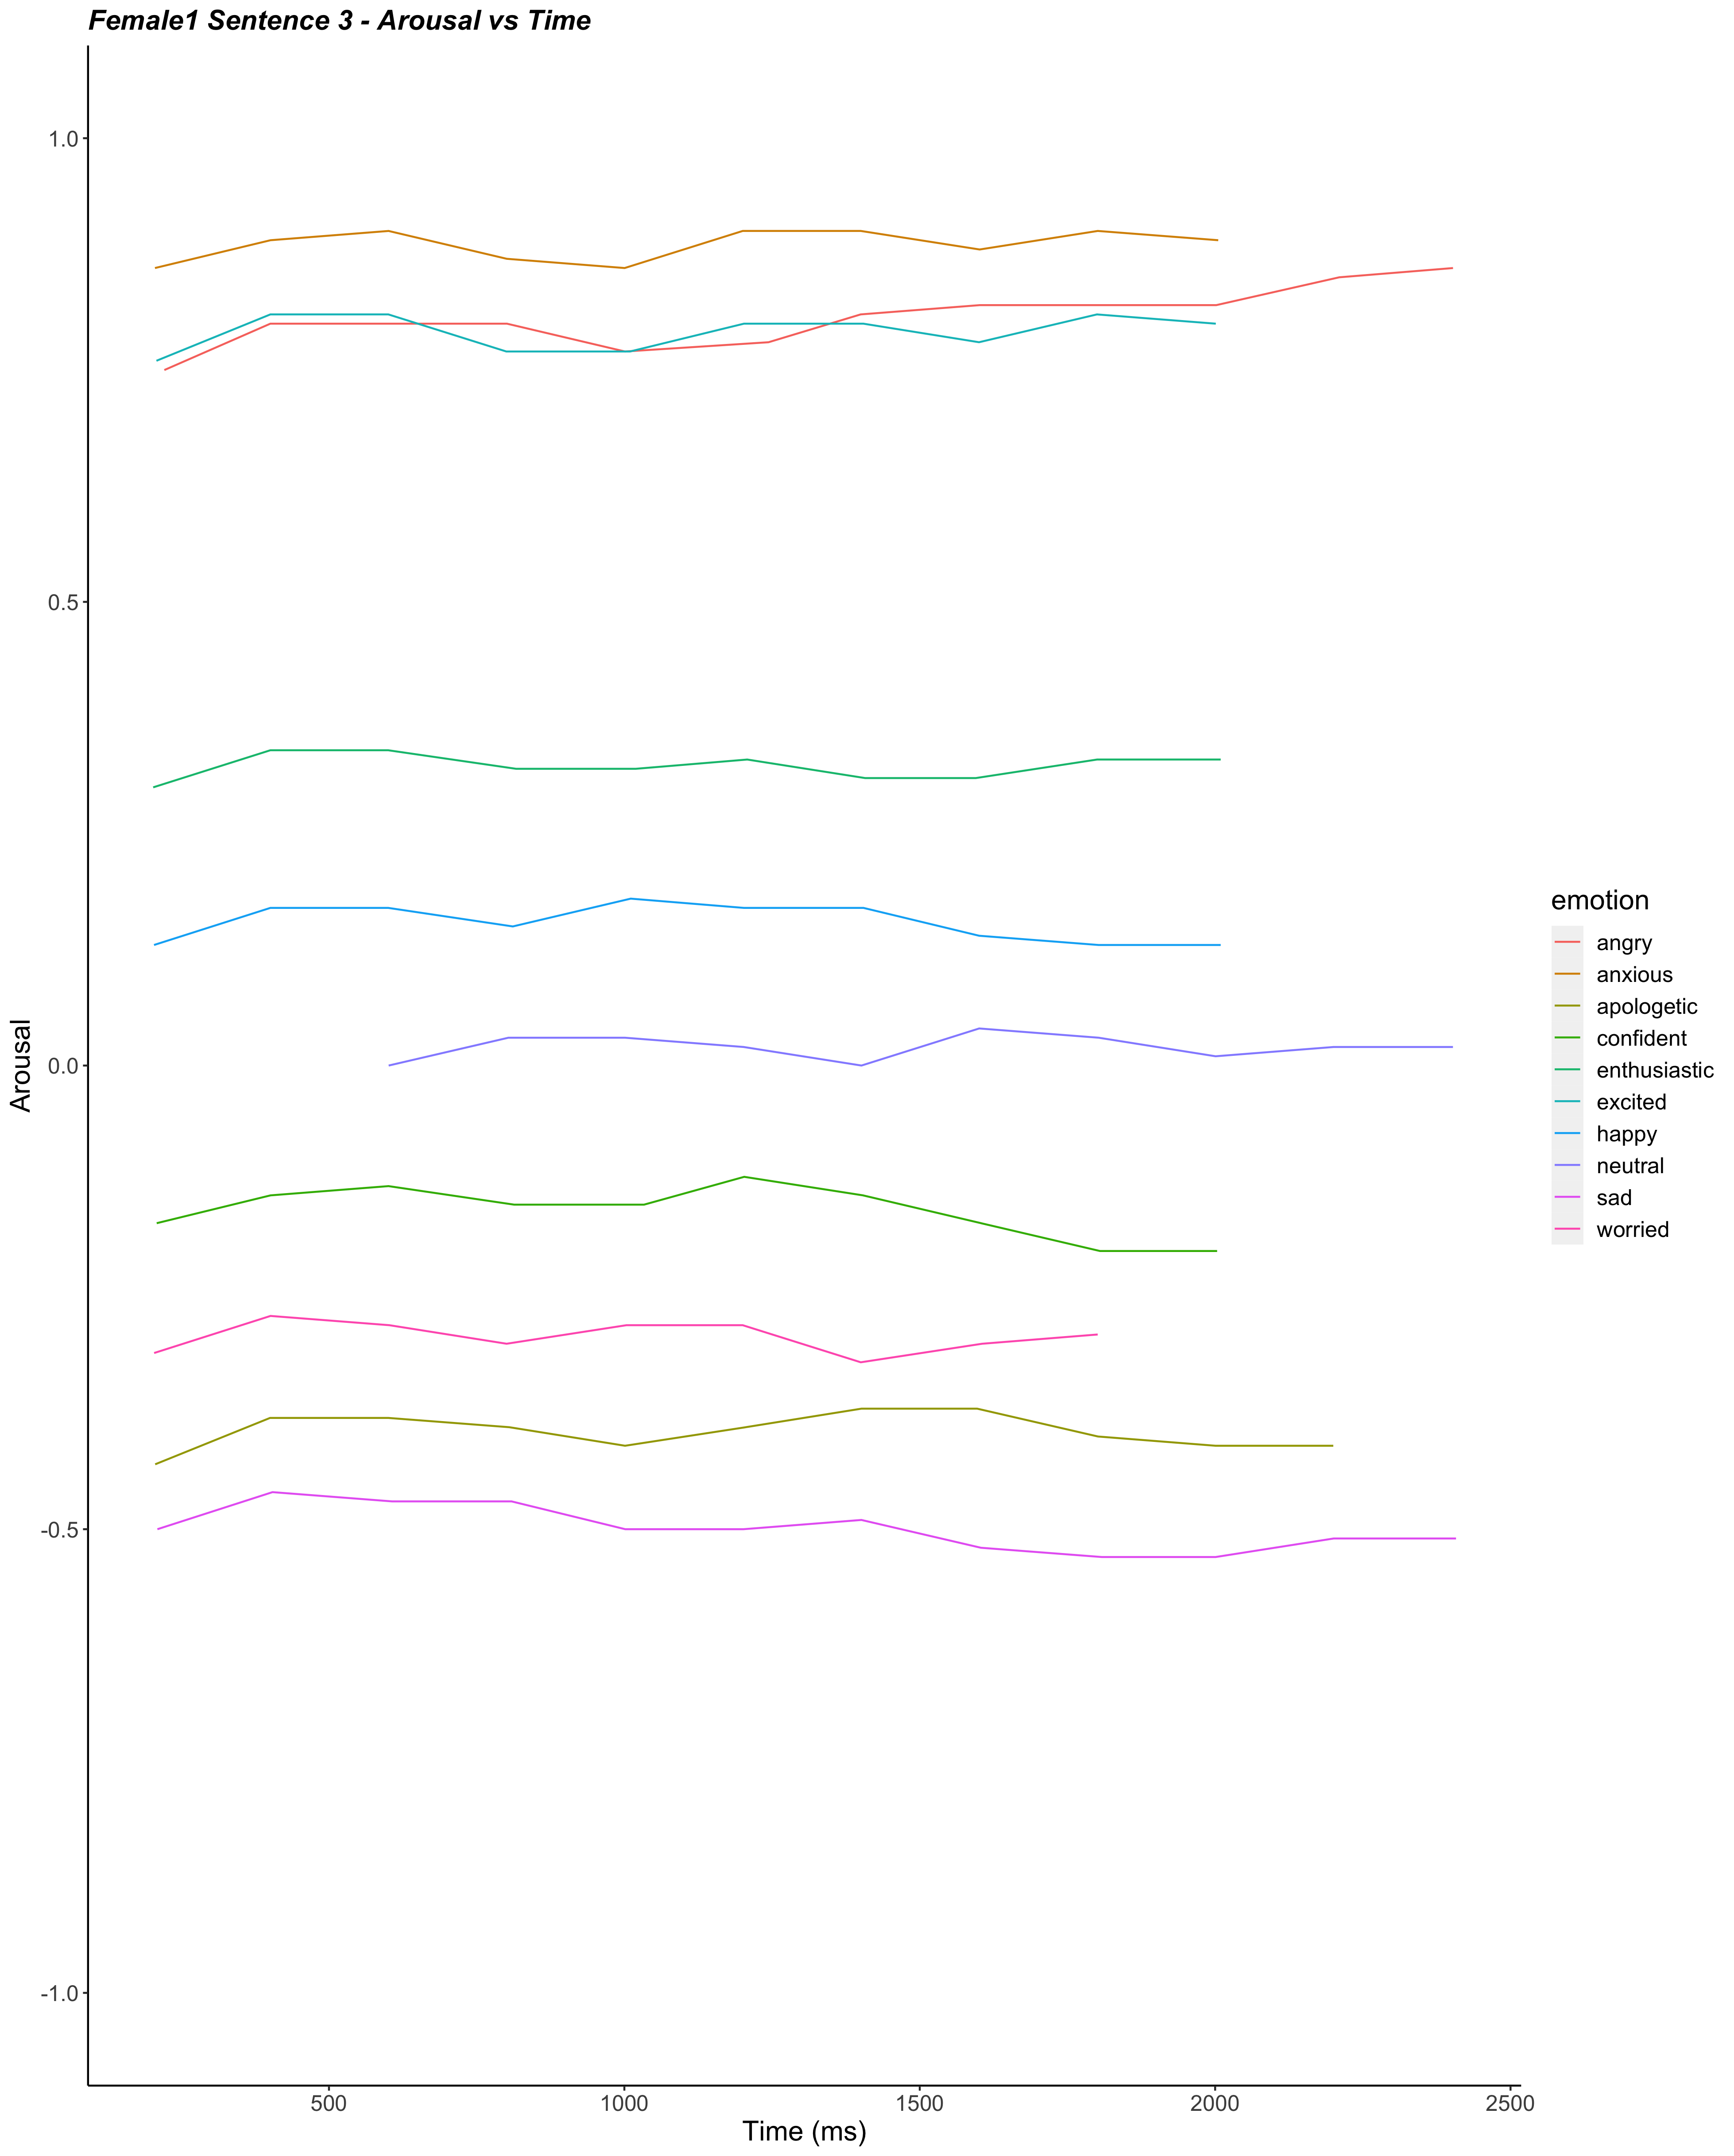 Female1 Sentence 3 - Arousal vs Time
1.0
0.5
0.0
-0.5
-1.0
Arousal
500 1000 1500 2000 2500
Time (ms)
emotion
angry
anxious
apologetic
confident
enthusiastic
excited
happy
neutral
sad
worried